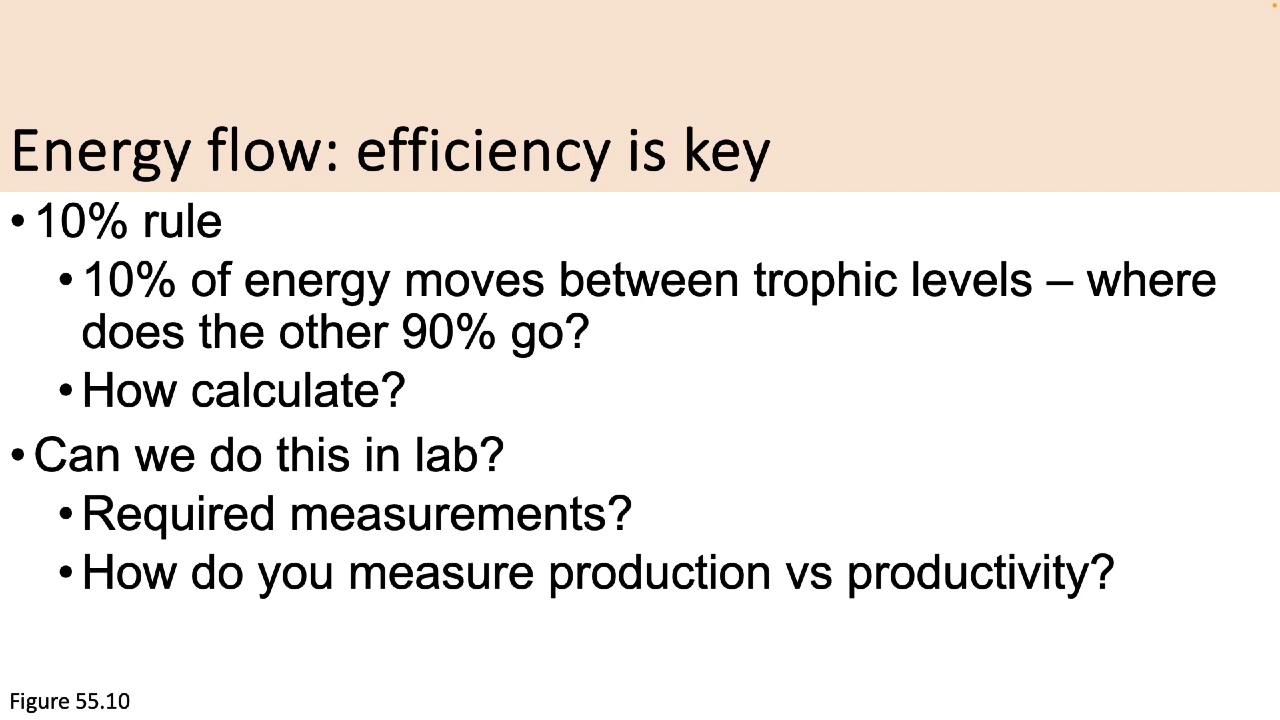 Energy flow: efficiency is key
• 10% rule
• 10% of energy moves between trophic levels – where
does the other 90% go?
• How calculate?
• Can we do this in lab?
• Required measurements?
• How do you measure production vs productivity?
Figure 55.10